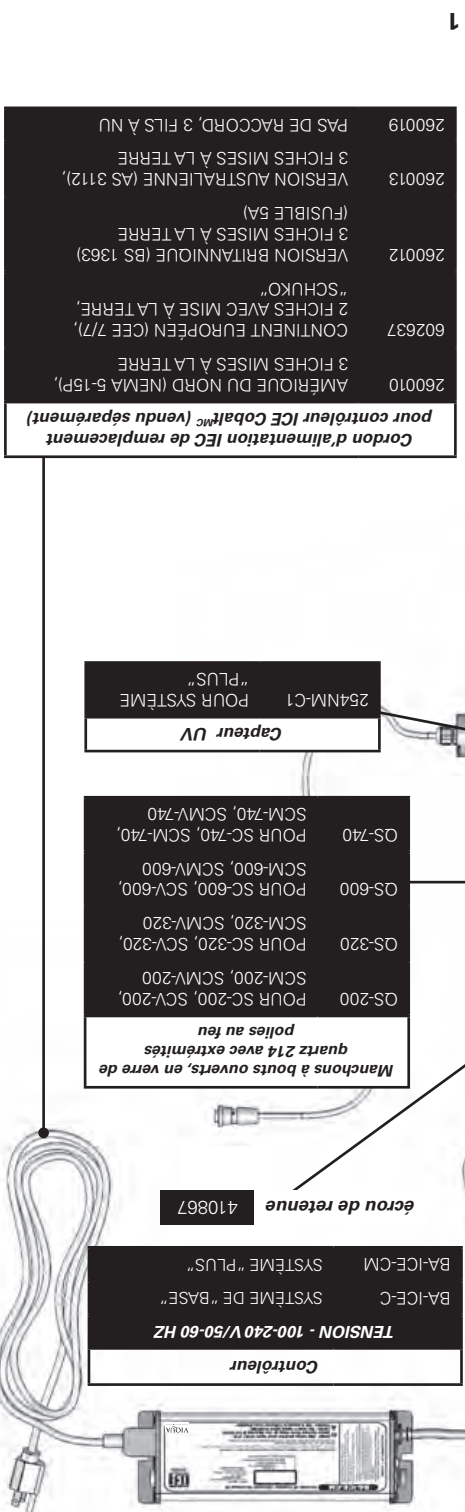 Contrôleur
TENSION - 100-240 V/50-60 HZ
BA-ICE-C SYSTÈME DE "BASE"
BA-ICE-CM SYSTÈME "PLUS"
écrou de retenue 410867
Manchons à bouts ouverts, en verre de
quartz 214 avec extrémités
polies au feu
QS-200 POUR SC-200, SCV-200,
SCM-200, SCMV-200
QS-320 POUR SC-320, SCV-320,
SCM-320, SCMV-320
QS-600 POUR SC-600, SCV-600,
SCM-600, SCMV-600
QS-740 POUR SC-740, SCM-740,
SCM-740, SCMV-740
Capteur UV
254NM-C1 POUR SYSTÈME
"PLUS"
Cordon d'alimentation IEC de remplacement
pour contrôleur ICE Cobalt MC (vendu séparément)
260010 AMÉRIQUE DU NORD (NEMA 5-15P),
3 FICHES MISES À LA TERRE
602637 CONTINENT EUROPÉEN (CEE 7/7),
2 FICHES AVEC MISE À LA TERRE,
"SCHUKO"
260012 VERSION BRITANNIQUE (BS 1363)
3 FICHES MISES À LA TERRE
(FUSIBLE 5A)
260013 VERSION AUSTRALIENNE (AS 3112),
3 FICHES MISES À LA TERRE
260019 PAS DE RACCORD, 3 FILS À NU
1
VIQUA
ICE